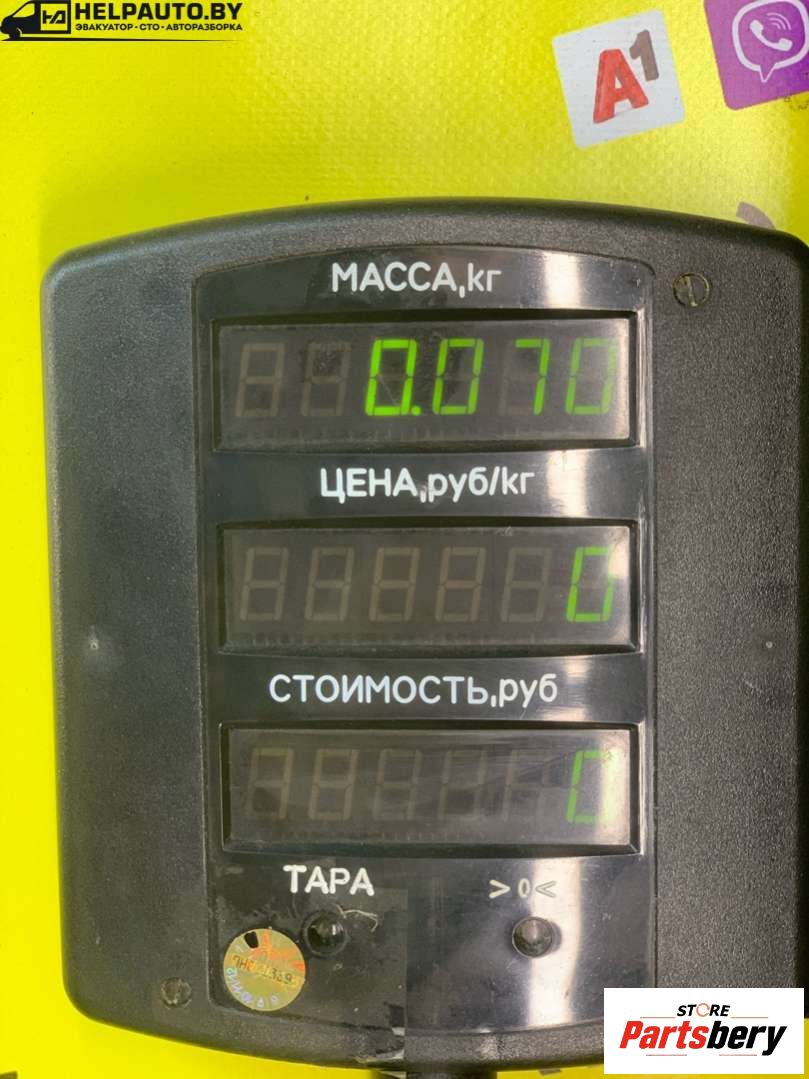 HELPAUTO.BY
ЭВАКУАТОР•СТО•АВТОРАЗБОРКА
A1
МАССА,кг
0.070
ЦЕНА,руб/кг
0
СТОИМОСТЬ,руб
0
ТАРА
>0<
STORE
Partsbery